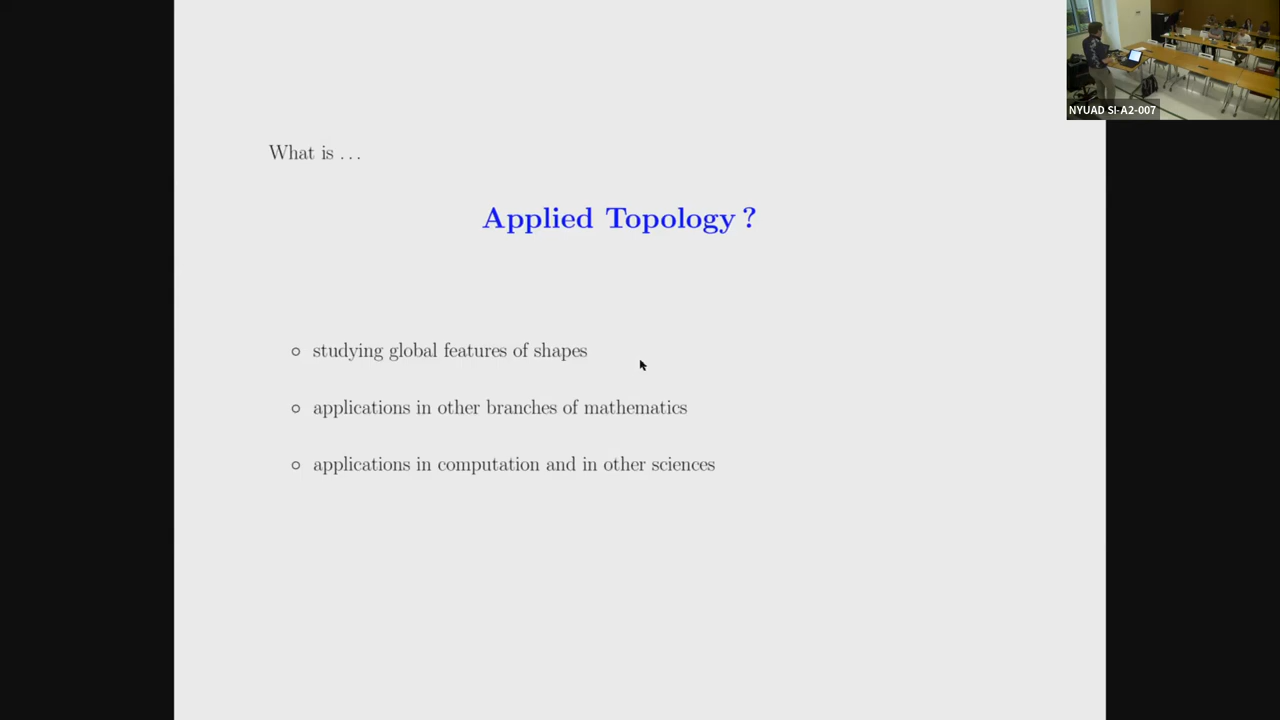 NYUAD SI-A2-007
What is ...
Applied Topology ?
studying global features of shapes
applications in other branches of mathematics
applications in computation and in other sciences